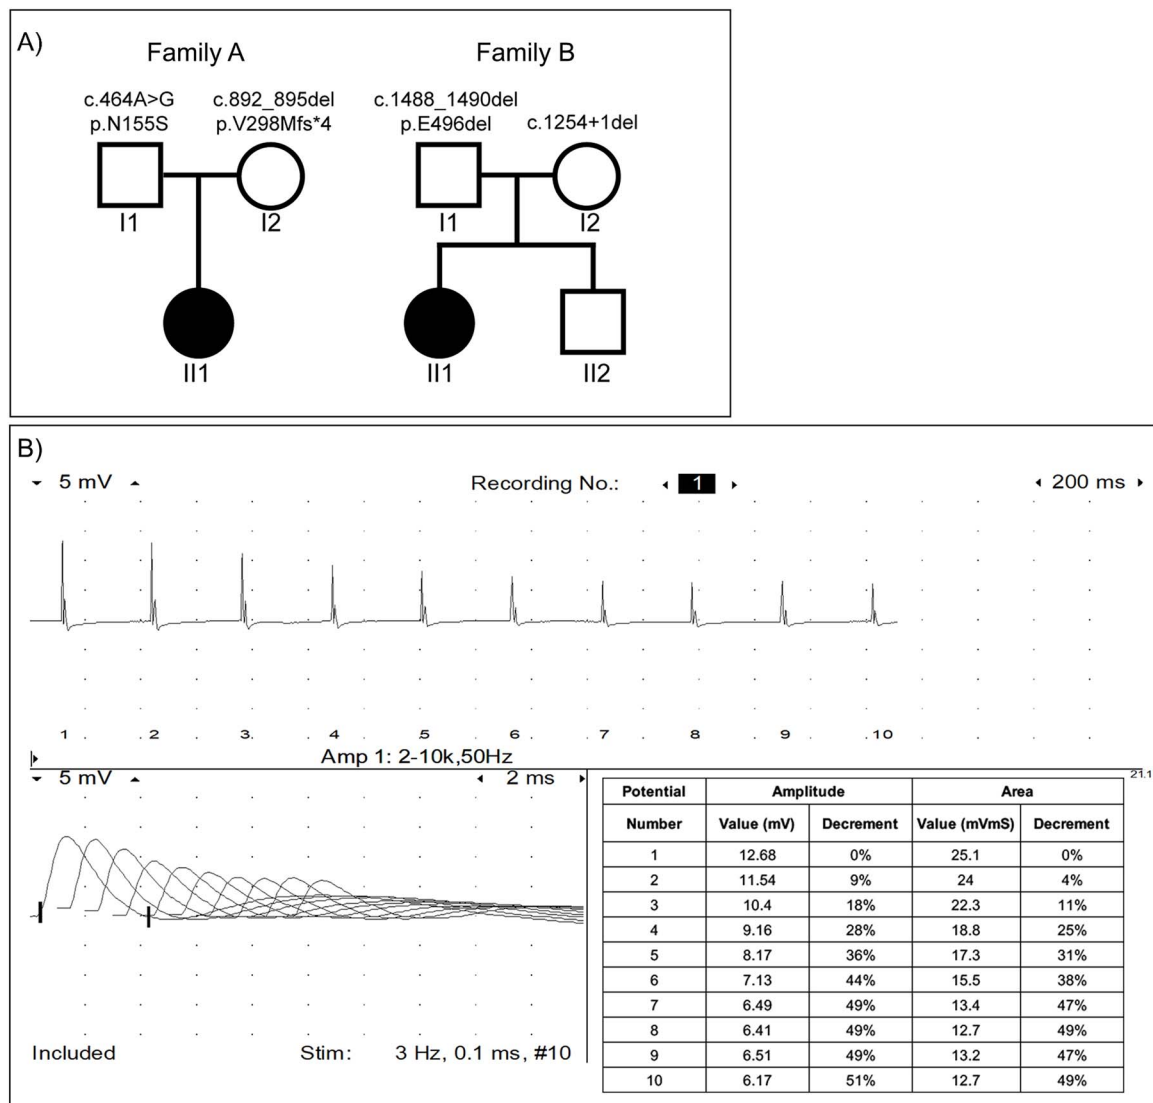 A)
Family A
Family B
c.464A>G
p.N155S
c.892_895del
p.V298Mfs*4
c.1488_1490del
p.E496del
c.1254+1del
I1
I2
I1
I2
II1
II1
II2
B)
5 mV
Recording No.: 1
200 ms
1 2 3 4 5 6 7 8 9 10
Amp 1: 2-10k,50Hz
5 mV
2 ms
21.1
Included
Stim: 3 Hz, 0.1 ms, #10
Potential Amplitude Area
Number Value (mV) Decrement Value (mVmS) Decrement
1 12.68 0% 25.1 0%
2 11.54 9% 24 4%
3 10.4 18% 22.3 11%
4 9.16 28% 18.8 25%
5 8.17 36% 17.3 31%
6 7.13 44% 15.5 38%
7 6.49 49% 13.4 47%
8 6.41 49% 12.7 49%
9 6.51 49% 13.2 47%
10 6.17 51% 12.7 49%